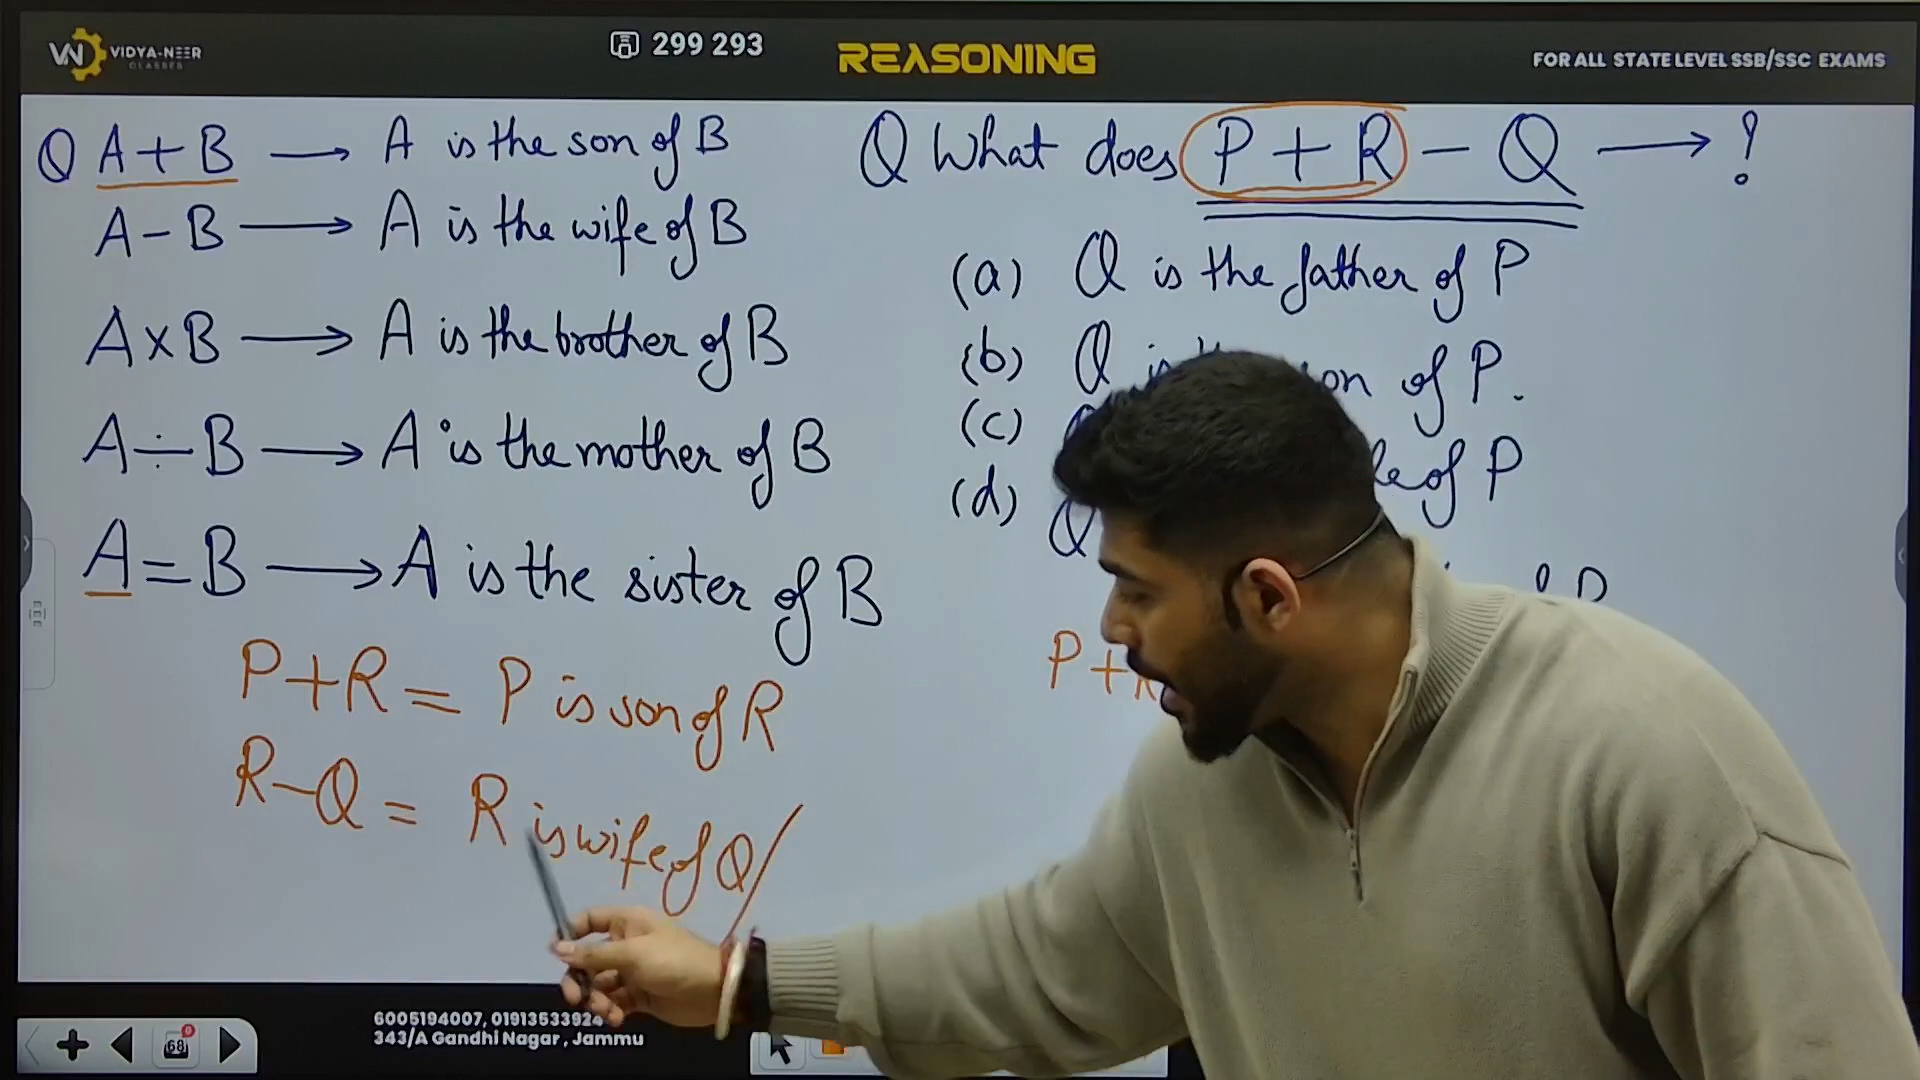 VIDYA-NEER
CLASSES
299 293
REASONING
FOR ALL STATE LEVEL SSB/SSC EXAMS
Q A+B → A is the son of B
A-B → A is the wife of B
A×B → A is the brother of B
A÷B → A is the mother of B
A=B → A is the sister of B
P+R = P is son of R
R-Q = R is wife of Q/
Q What does P+R-Q → ?
(a) Q is the father of P
(b) Q of P.
(c) of P
(d) Q
P+R
68
6005194007, 01913533924
343/A Gandhi Nagar, Jammu